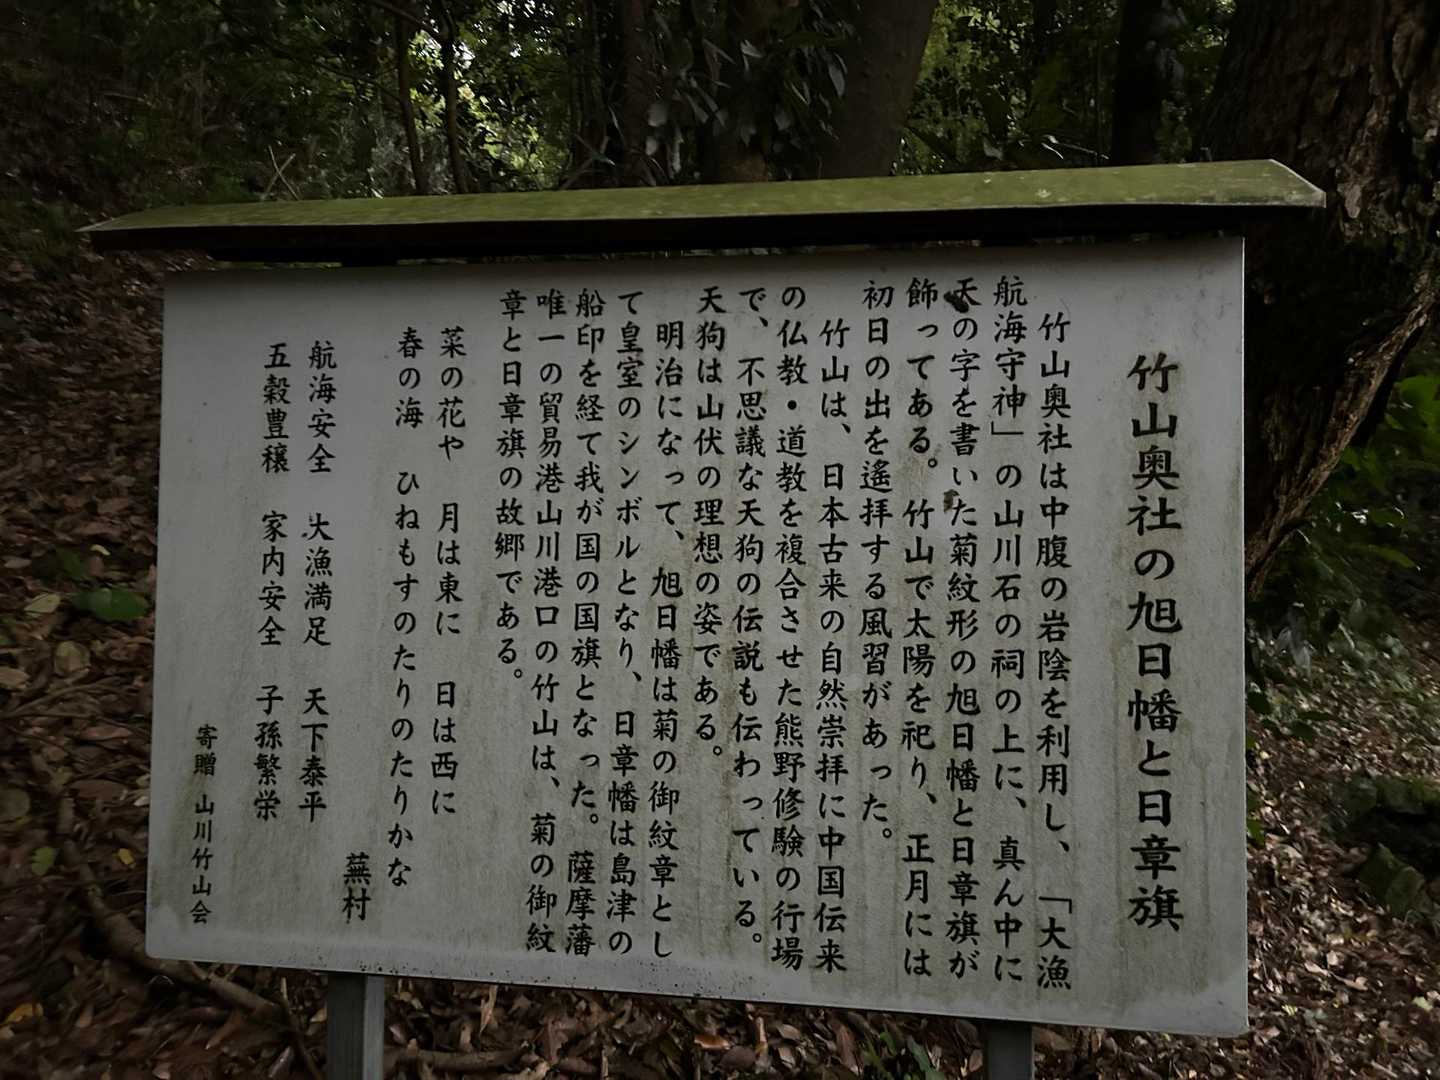 竹山奥社の旭日幡と日章旗
竹山奥社は中腹の岩陰を利用し、「大漁
航海守神」の山川石の祠の上に、真ん中に
天の字を書いた菊紋形の旭日幡と日章旗が
飾ってある。竹山で太陽を祀り、正月には
初日の出を遙拝する風習があった。
竹山は、日本古来の自然崇拝に中国伝来
の仏教・道教を複合させた熊野修験の行場
で、不思議な天狗の伝説も伝わっている。
天狗は山伏の理想の姿である。
明治になって、旭日幡は菊の御紋章とし
て皇室のシンボルとなり、日章幡は島津の
船印を経て我が国の国旗となった。薩摩藩
唯一の貿易港山川港口の竹山は、菊の御紋
章と日章旗の故郷である。
菜の花や 月は東に 日は西に
春の海 ひねもすのたりのたりかな
蕪村
航海安全 大漁満足 天下泰平
五穀豊穣 家内安全 子孫繁栄
寄贈 山川竹山会